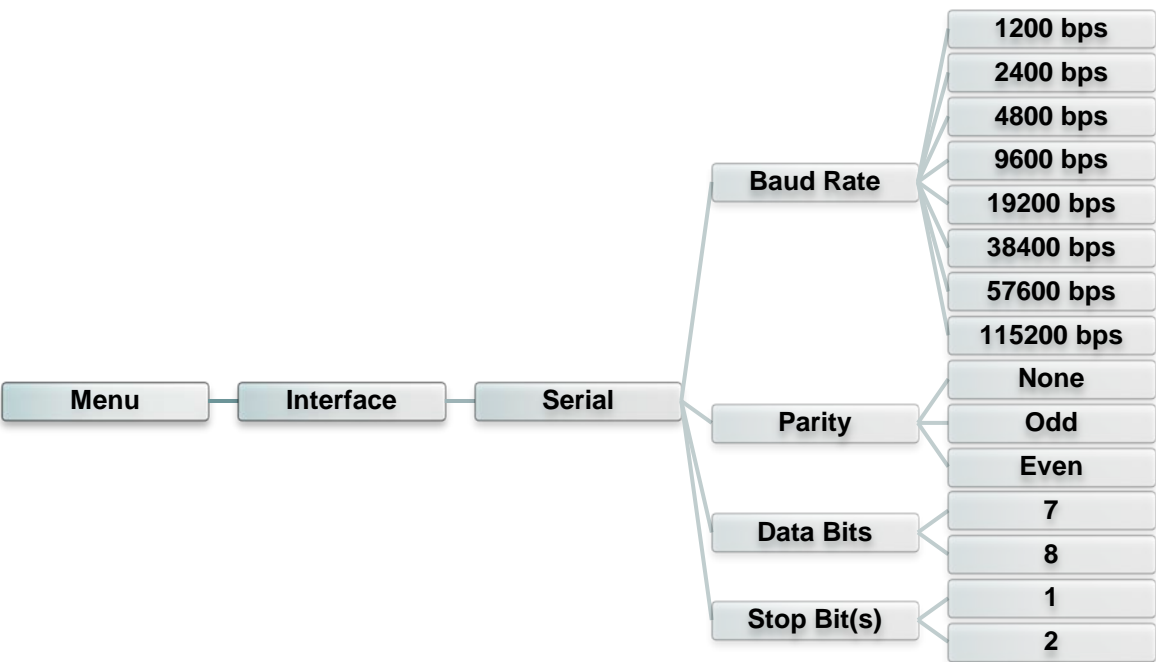 Menu
Interface
Serial
Baud Rate
1200 bps
2400 bps
4800 bps
9600 bps
19200 bps
38400 bps
57600 bps
115200 bps
Parity
None
Odd
Even
Data Bits
7
8
Stop Bit(s)
1
2